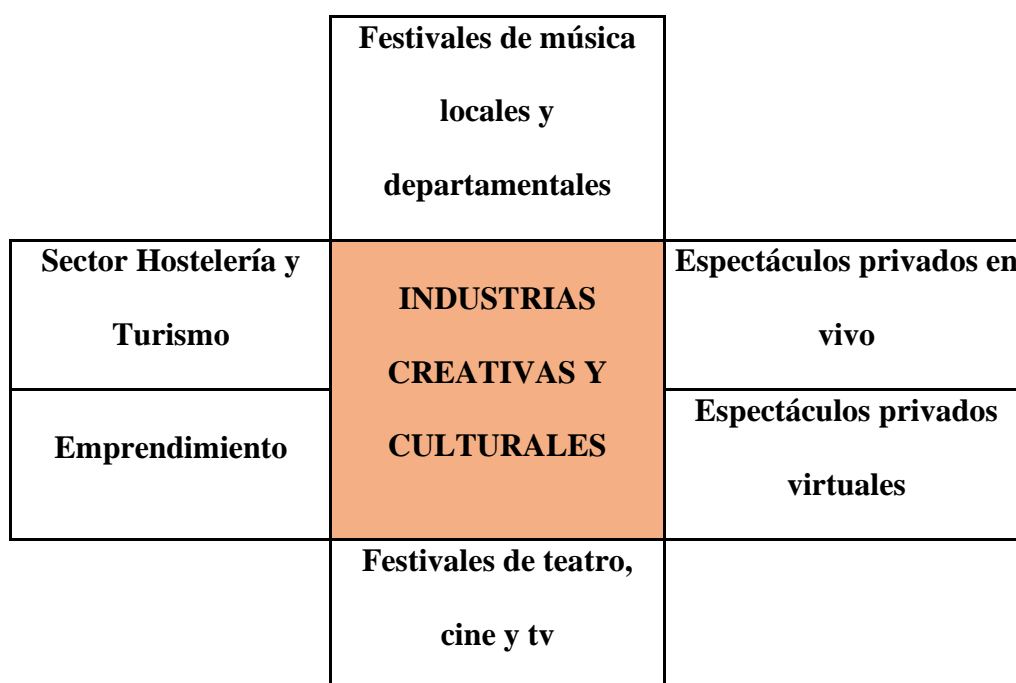 Festivales de música
locales y
departamentales
Sector Hostelería y
Turismo
Emprendimiento
INDUSTRIAS
CREATIVAS Y
CULTURALES
Espectáculos privados en
vivo
Espectáculos privados
virtuales
Festivales de teatro,
cine y tv